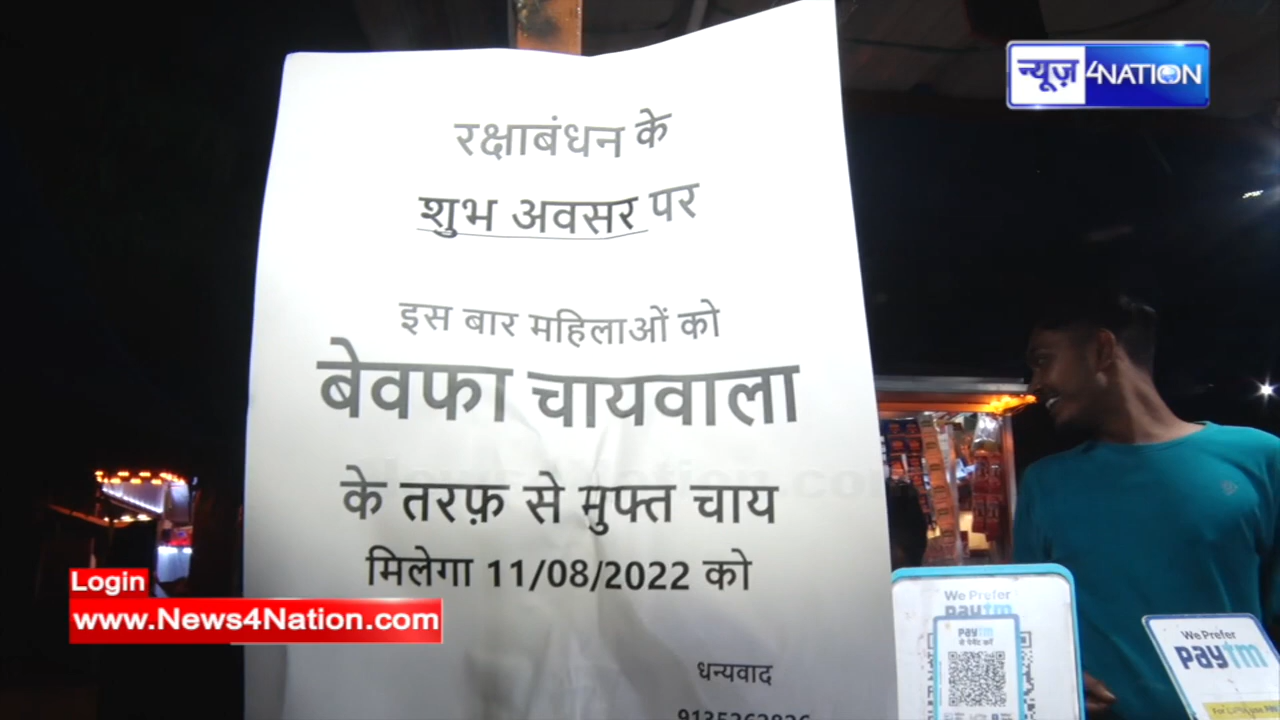 न्यूज़ 4NATION
रक्षाबंधन के
शुभ अवसर पर
इस बार महिलाओं को
बेवफा चायवाला
के तरफ़ से मुफ्त चाय
मिलेगा 11/08/2022 को
धन्यवाद
Login
www.News4Nation.com
We Prefer
paytm
paytm
We Prefer
paytm